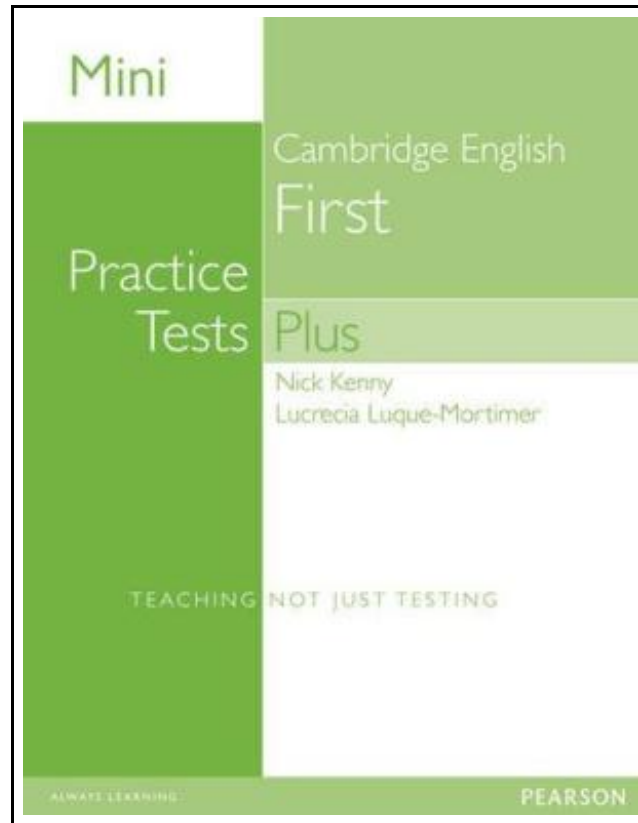 Mini
Cambridge English
First
Practice
Tests Plus
Nick Kenny
Lucrecia Luque-Mortimer
TEACHING NOT JUST TESTING
ALWAYS LEARNING PEARSON